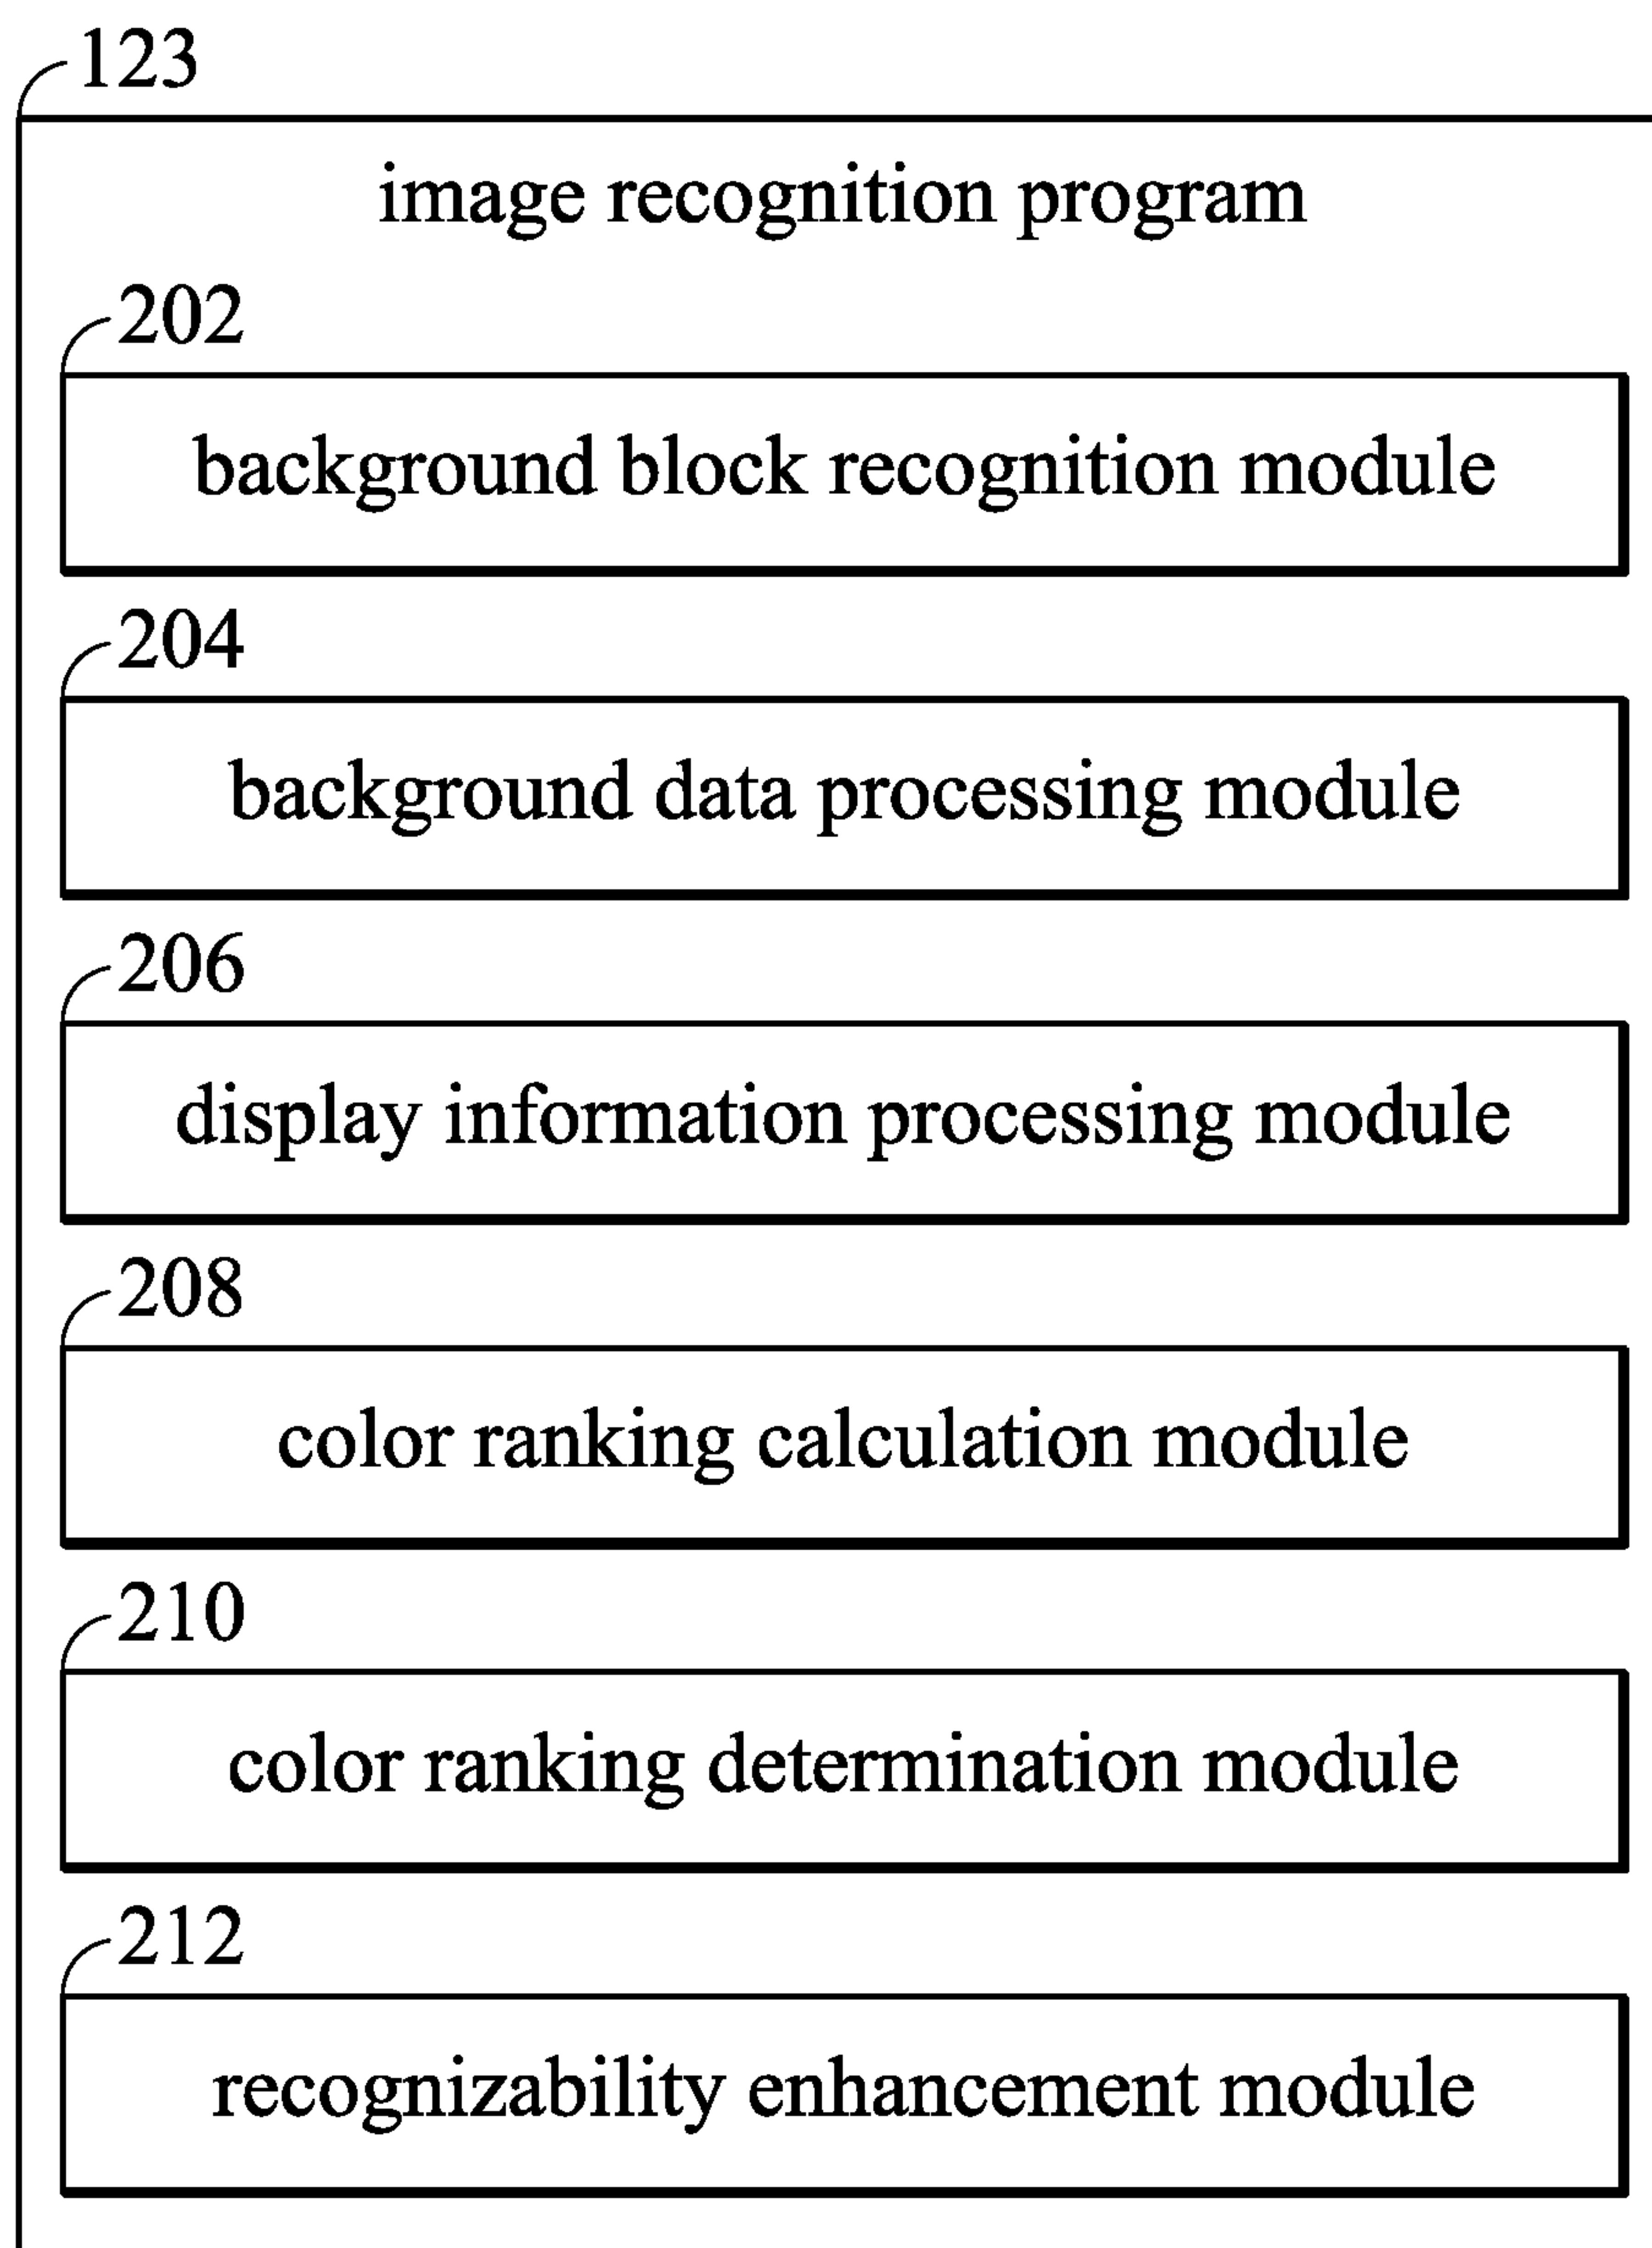 123
image recognition program
202
background block recognition module
204
background data processing module
206
display information processing module
208
color ranking calculation module
210
color ranking determination module
212
recognizability enhancement module